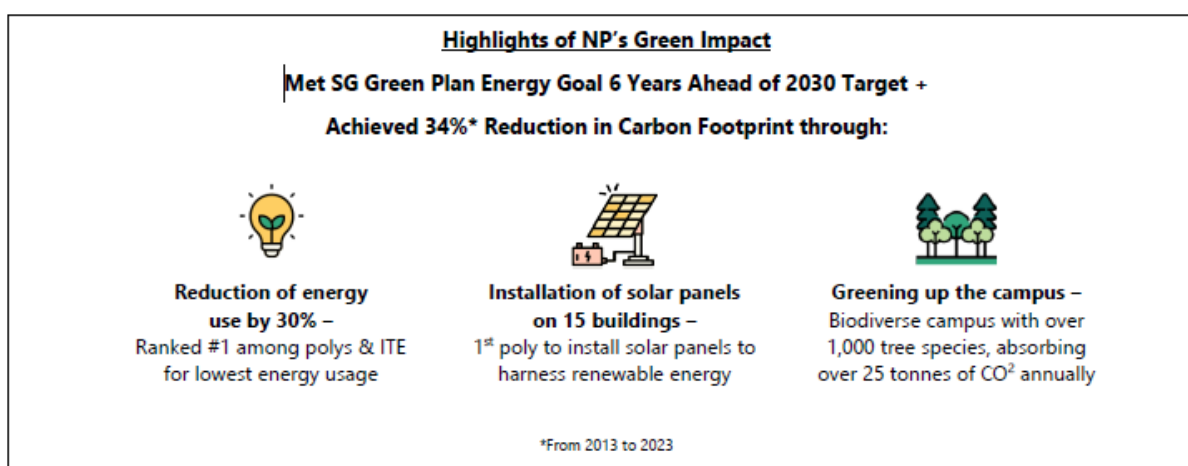 Highlights of NP's Green Impact
Met SG Green Plan Energy Goal 6 Years Ahead of 2030 Target +
Achieved 34%* Reduction in Carbon Footprint through:
Reduction of energy
use by 30% –
Ranked #1 among polys & ITE
for lowest energy usage
Installation of solar panels
on 15 buildings –
1st poly to install solar panels to
harness renewable energy
Greening up the campus –
Biodiverse campus with over
1,000 tree species, absorbing
over 25 tonnes of CO² annually
*From 2013 to 2023